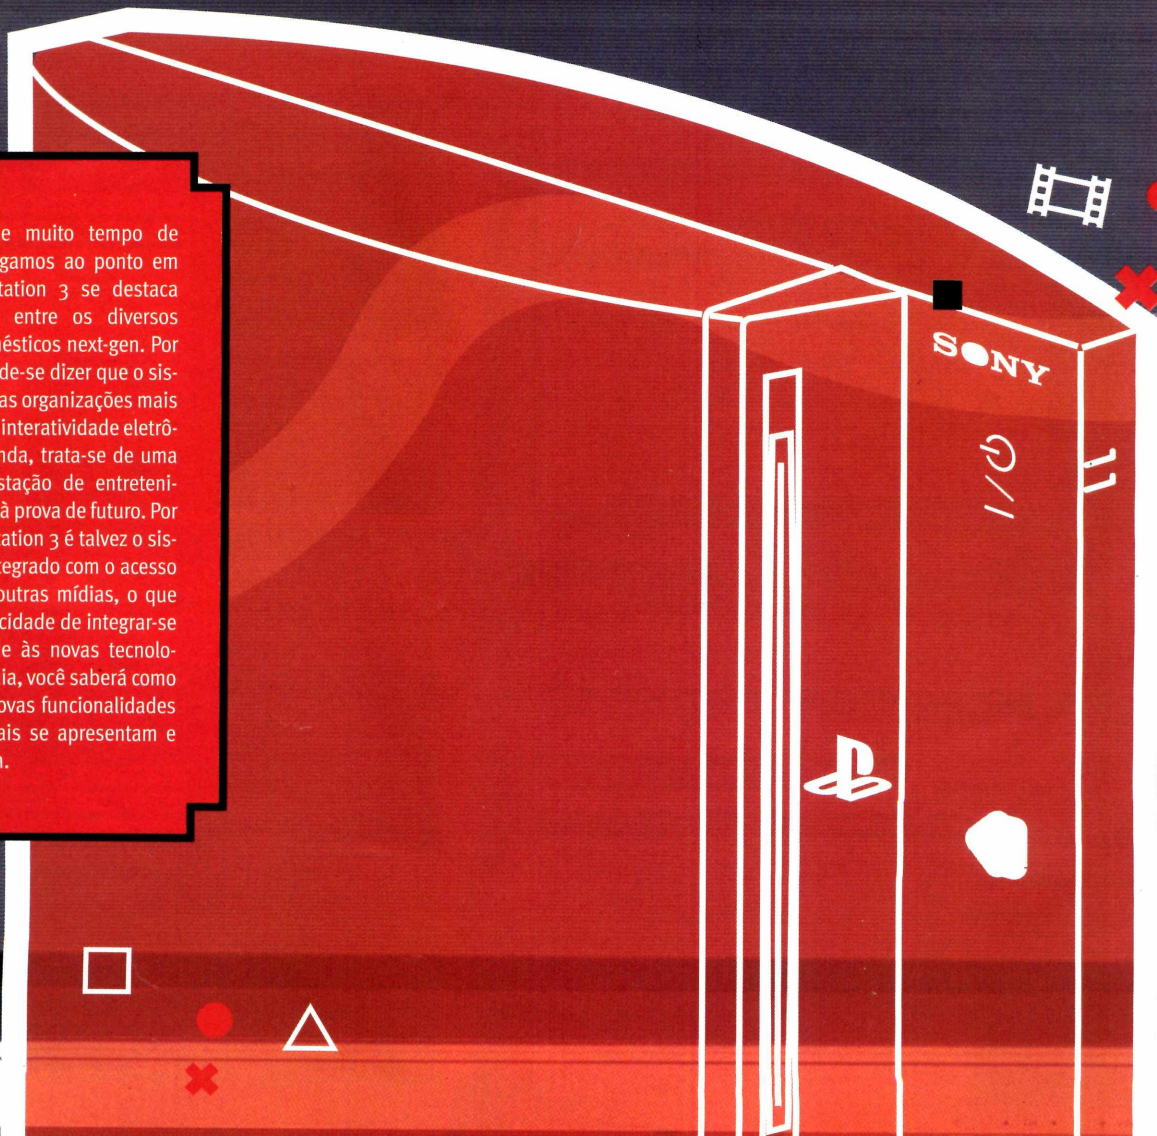 e muito tempo de
gamos ao ponto em
tation 3 se destaca
entre os diversos
nésticos next-gen. Por
de-se dizer que o sis-
as organizações mais
interatividade eletrô-
nda, trata-se de uma
stação de entreteni-
à prova de futuro. Por
tation 3 é talvez o sis-
tegrado com o acesso
outras mídias, o que
cidade de integrar-se
e às novas tecnolo-
ia, você saberá como
ovas funcionalidades
ais se apresentam e
n.
SONY